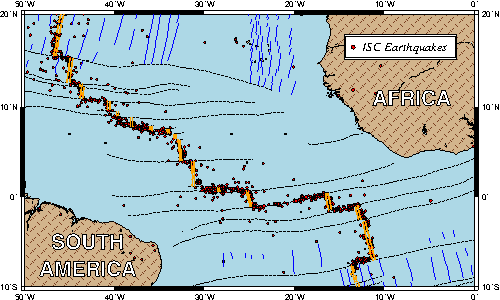 50°W 40°W 30°W 20°W 10°W 0°
20°N 20°N
ISC Earthquakes
AFRICA
10°N 10°N
0° 0°
SOUTH
AMERICA
10°S 10°S
50°W 40°W 30°W 20°W 10°W 0°